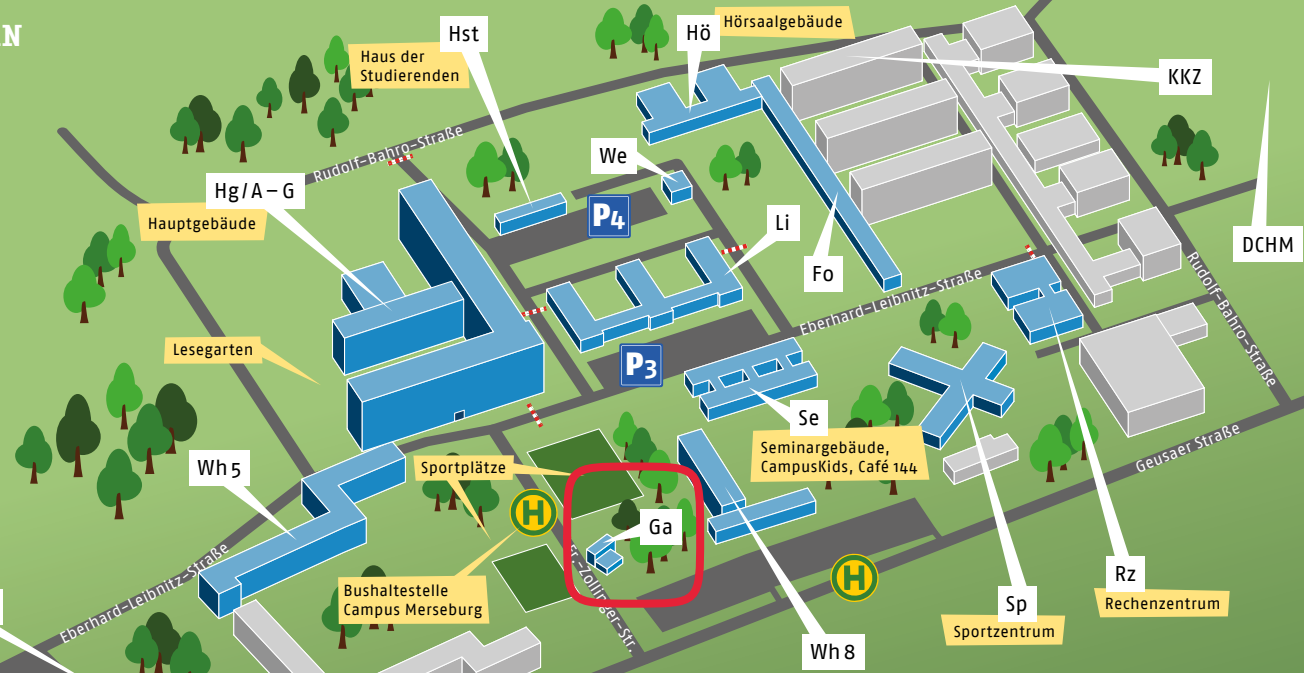 N
Hst
Haus der
Studierenden
Hö
Hörsaalgebäude
KKZ
Rudolf-Bahro-Straße
We
Hg/A – G
Hauptgebäude
P4
Li
DCHM
Fo
Eberhard-Leibnitz-Straße
Rudolf-Bahro-Straße
Lesegarten
P3
Se
Seminargebäude,
CampusKids, Café 144
Geusaer Straße
Wh 5
Sportplätze
H
Ga
Bushaltestelle
Campus Merseburg
H
Rz
Rechenzentrum
Sp
Sportzentrum
Eberhard-Leibnitz-Straße
Wh 8